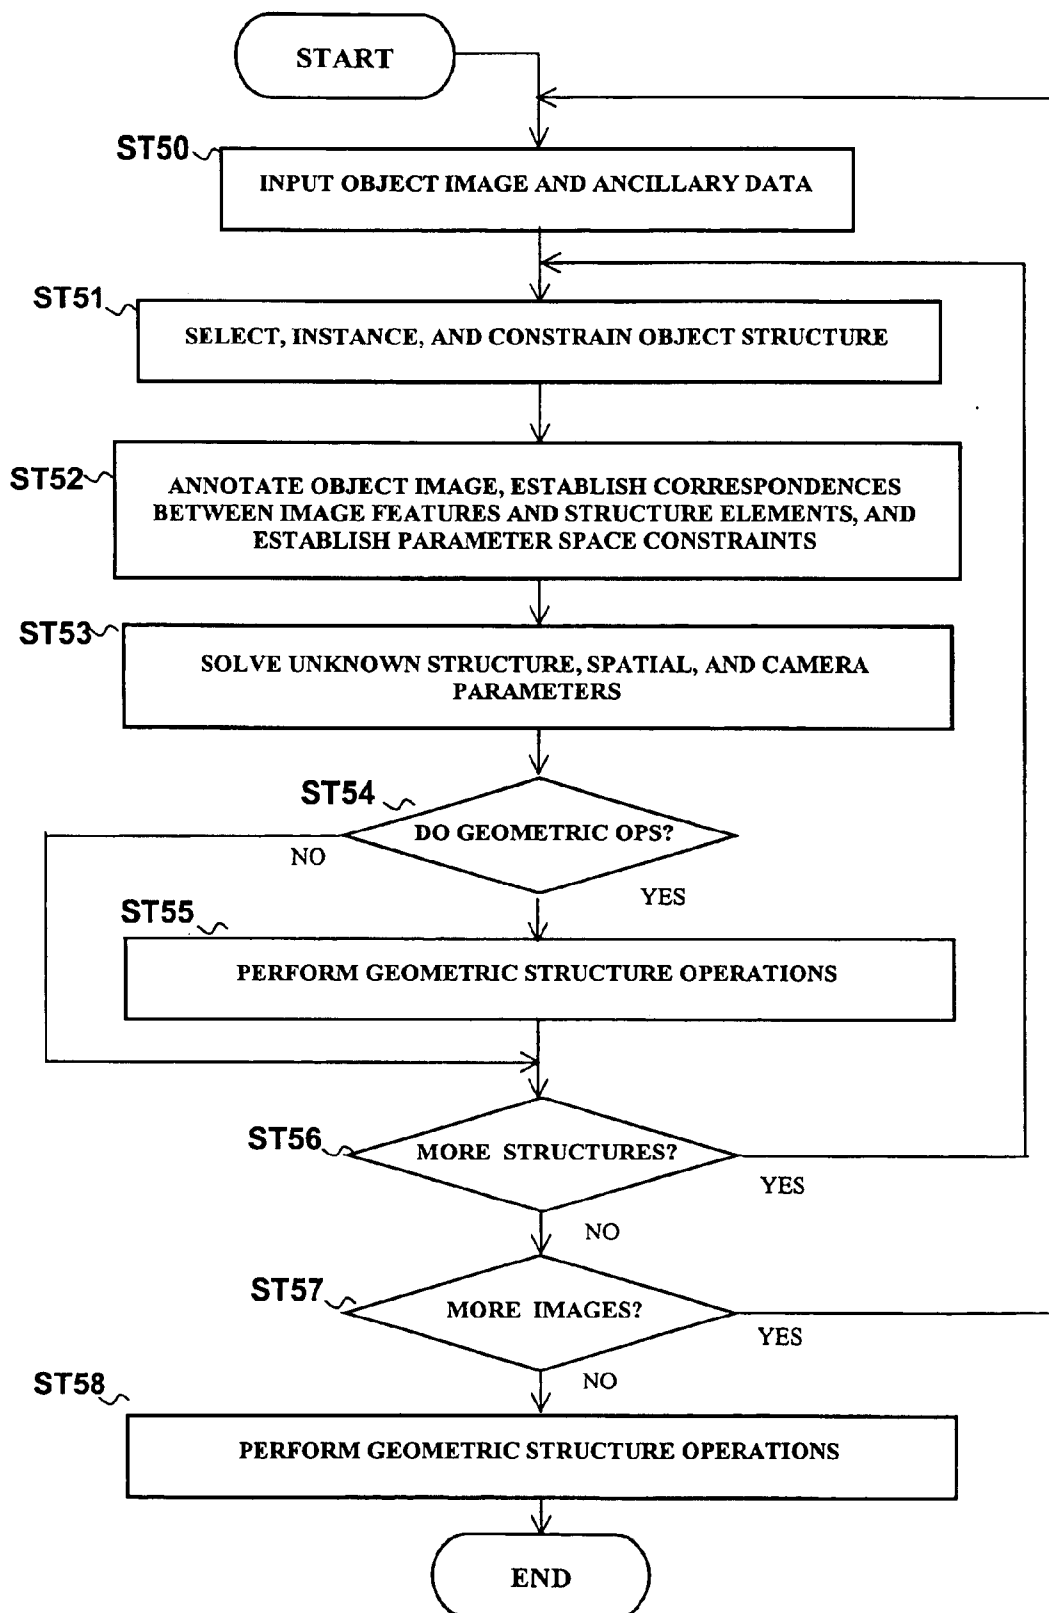 START
ST50
INPUT OBJECT IMAGE AND ANCILLARY DATA
ST51
SELECT, INSTANCE, AND CONSTRAIN OBJECT STRUCTURE
ST52
ANNOTATE OBJECT IMAGE, ESTABLISH CORRESPONDENCES
BETWEEN IMAGE FEATURES AND STRUCTURE ELEMENTS, AND
ESTABLISH PARAMETER SPACE CONSTRAINTS
ST53
SOLVE UNKNOWN STRUCTURE, SPATIAL, AND CAMERA
PARAMETERS
ST54
DO GEOMETRIC OPS?
NO
YES
ST55
PERFORM GEOMETRIC STRUCTURE OPERATIONS
ST56
MORE STRUCTURES?
YES
NO
ST57
MORE IMAGES?
YES
NO
ST58
PERFORM GEOMETRIC STRUCTURE OPERATIONS
END